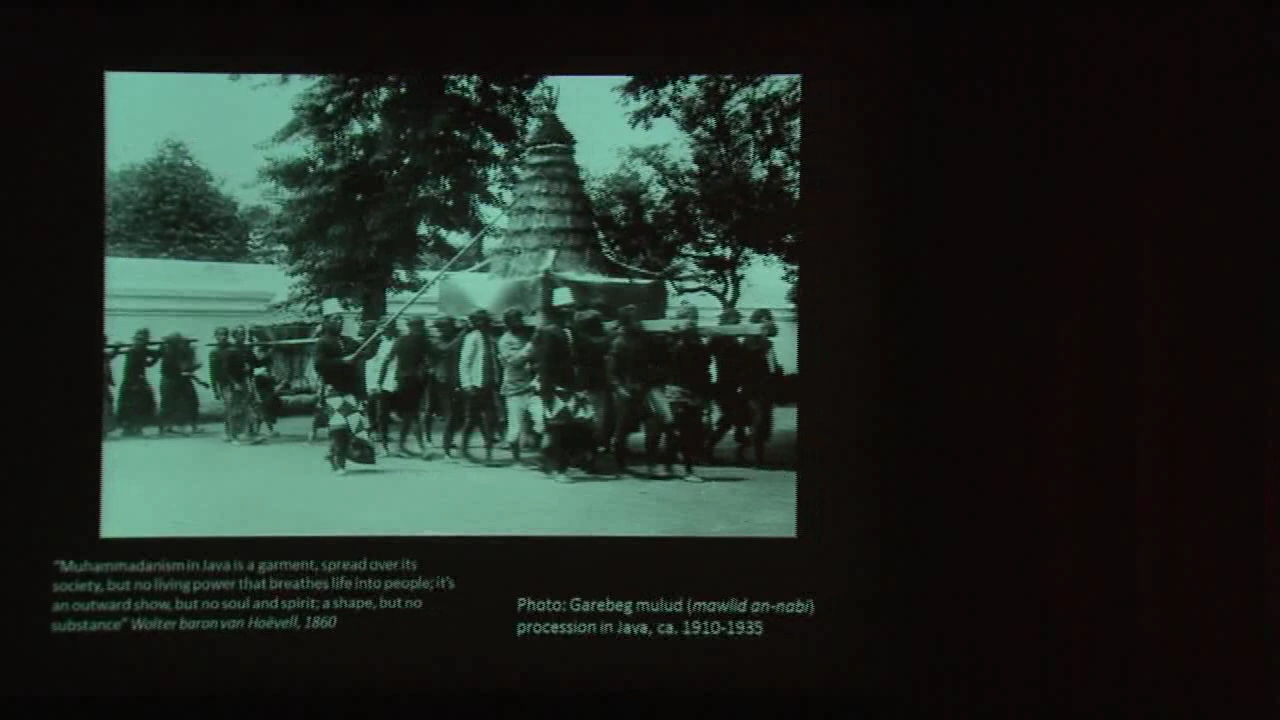 "Muhammadanism in Java is a garment, spread over its
society, but no living power that breathes life into people; it's
an outward show, but no soul and spirit; a shape, but no
substance" Wolter baron van Hoëvell, 1860
Photo: Garebeg mulud (mawlid an-nabi)
procession in Java, ca. 1910-1935